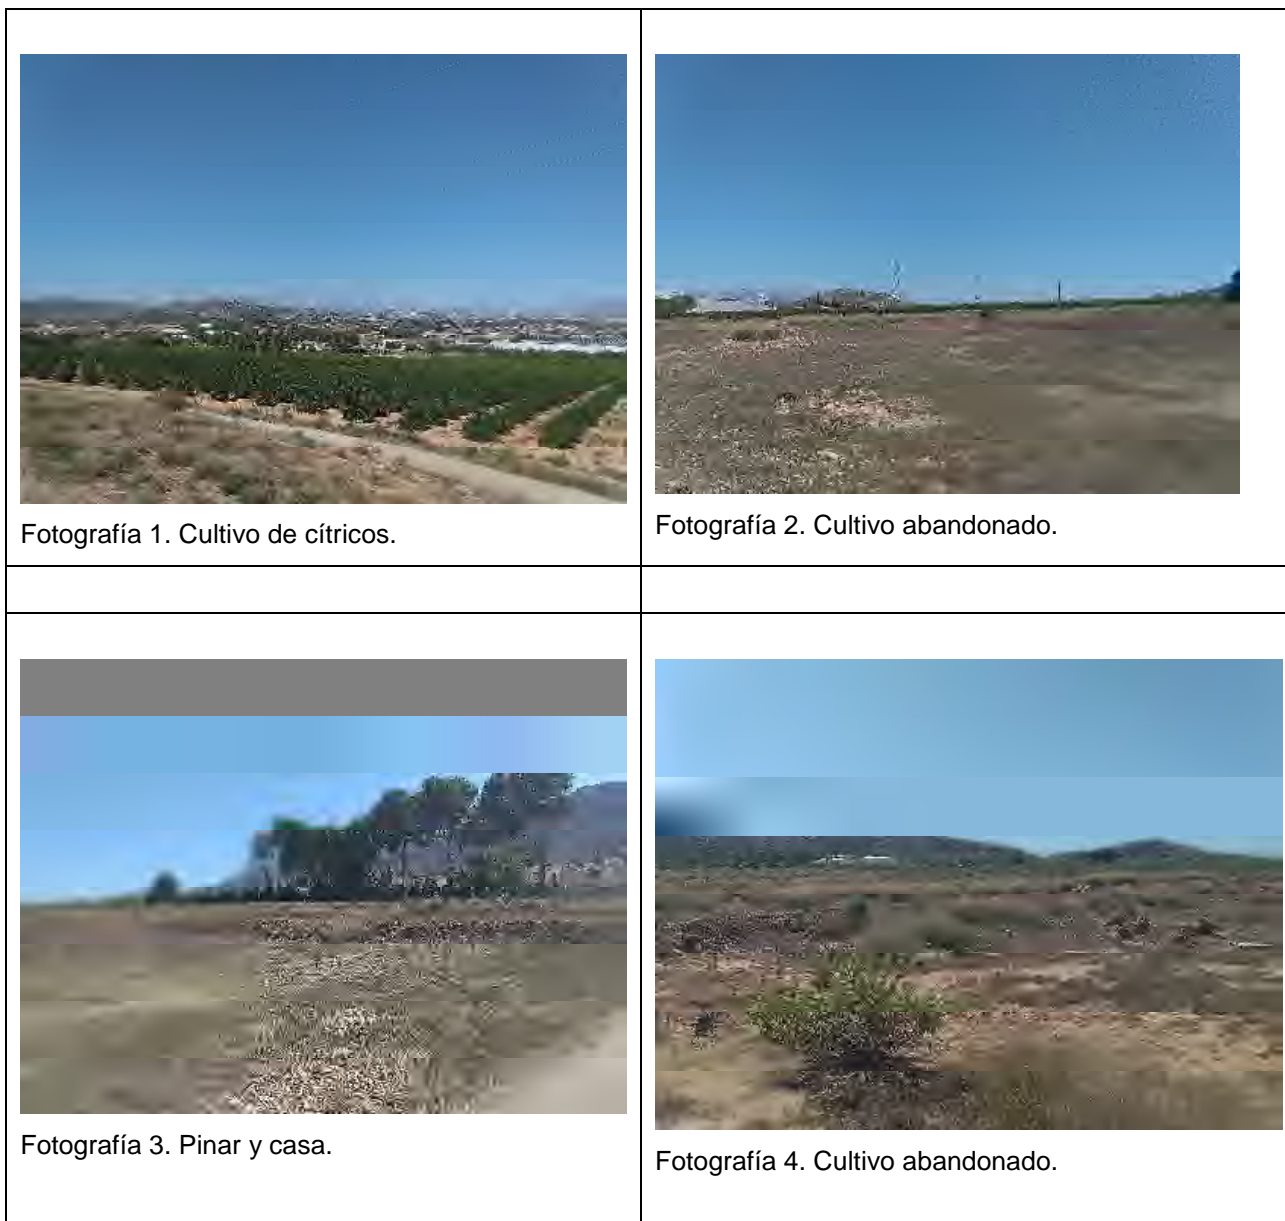 Fotografía 1. Cultivo de cítricos.
Fotografía 2. Cultivo abandonado.
Fotografía 3. Pinar y casa.
Fotografía 4. Cultivo abandonado.